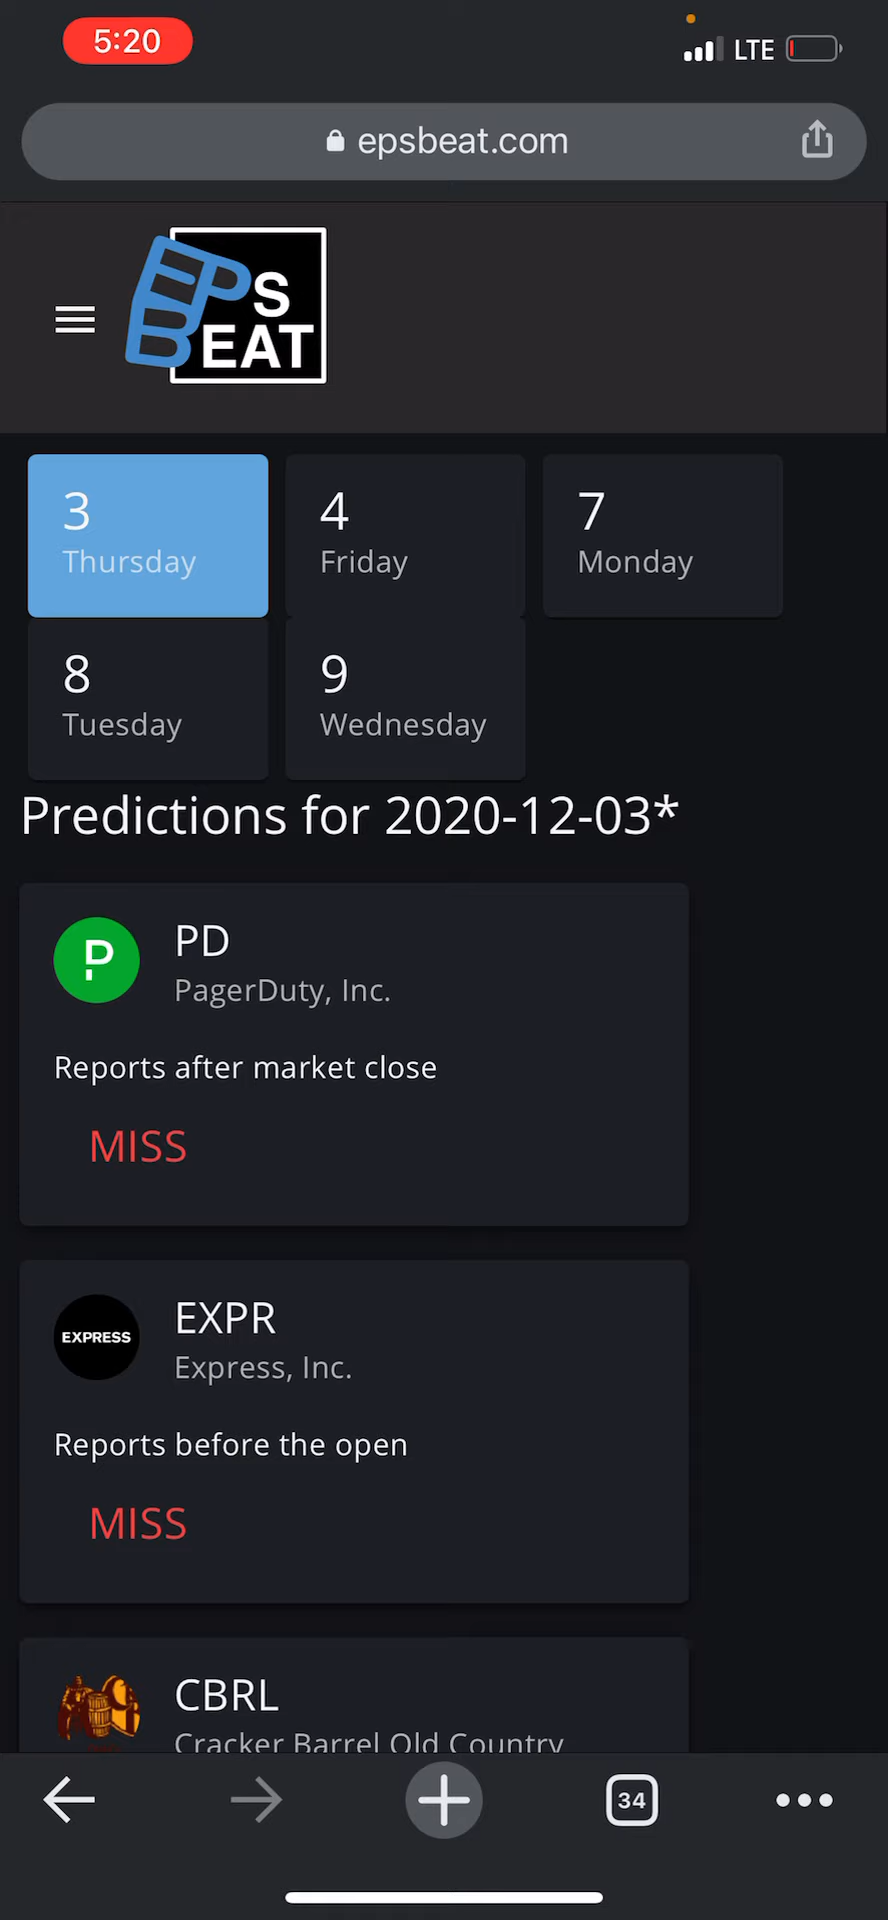 5:20
LTE
epsbeat.com
EPS
BEAT
3
Thursday
4
Friday
7
Monday
8
Tuesday
9
Wednesday
Predictions for 2020-12-03*
P
PD
PagerDuty, Inc.
Reports after market close
MISS
EXPRESS
EXPR
Express, Inc.
Reports before the open
MISS
CBRL
Cracker Barrel Old Country
34